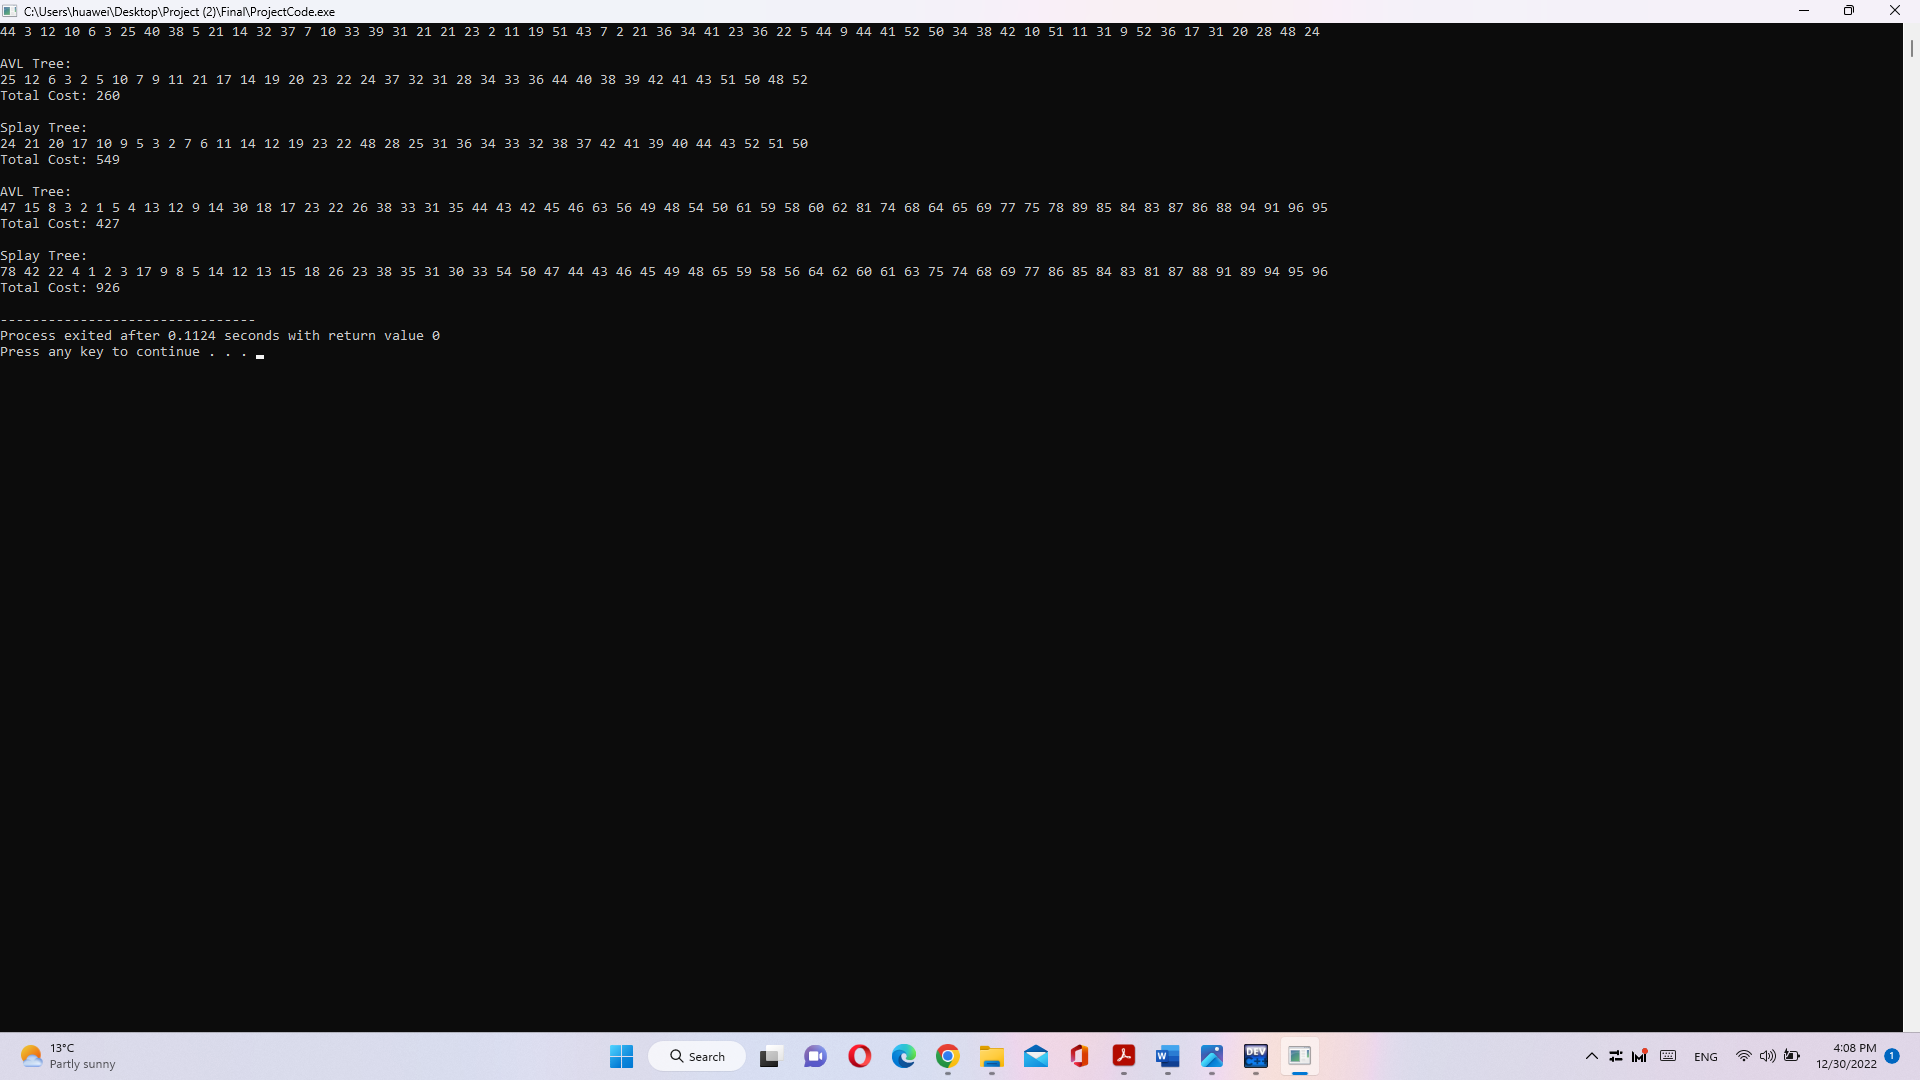 C:\Users\huawei\Desktop\Project (2)\Final\ProjectCode.exe
44 3 12 10 6 3 25 40 38 5 21 14 32 37 7 10 33 39 31 21 21 23 2 11 19 51 43 7 2 21 36 34 41 23 36 22 5 44 9 44 41 52 50 34 38 42 10 51 11 31 9 52 36 17 31 20 28 48 24
AVL Tree:
25 12 6 3 2 5 10 7 9 11 21 17 14 19 20 23 22 24 37 32 31 28 34 33 36 44 40 38 39 42 41 43 51 50 48 52
Total Cost: 260
Splay Tree:
24 21 20 17 10 9 5 3 2 7 6 11 14 12 19 23 22 48 28 25 31 36 34 33 32 38 37 42 41 39 40 44 43 52 51 50
Total Cost: 549
AVL Tree:
47 15 8 3 2 1 5 4 13 12 9 14 30 18 17 23 22 26 38 33 31 35 44 43 42 45 46 63 56 49 48 54 50 61 59 58 60 62 81 74 68 64 65 69 77 75 78 89 85 84 83 87 86 88 94 91 96 95
Total Cost: 427
Splay Tree:
78 42 22 4 1 2 3 17 9 8 5 14 12 13 15 18 26 23 38 35 31 30 33 54 50 47 44 43 46 45 49 48 65 59 58 56 64 62 60 61 63 75 74 68 69 77 86 85 84 83 81 87 88 91 89 94 95 96
Total Cost: 926
--------------------------------
Process exited after 0.1124 seconds with return value 0
Press any key to continue . . .
13°C
Partly sunny
Search
DEV
ENG
4:08 PM
12/30/2022
1